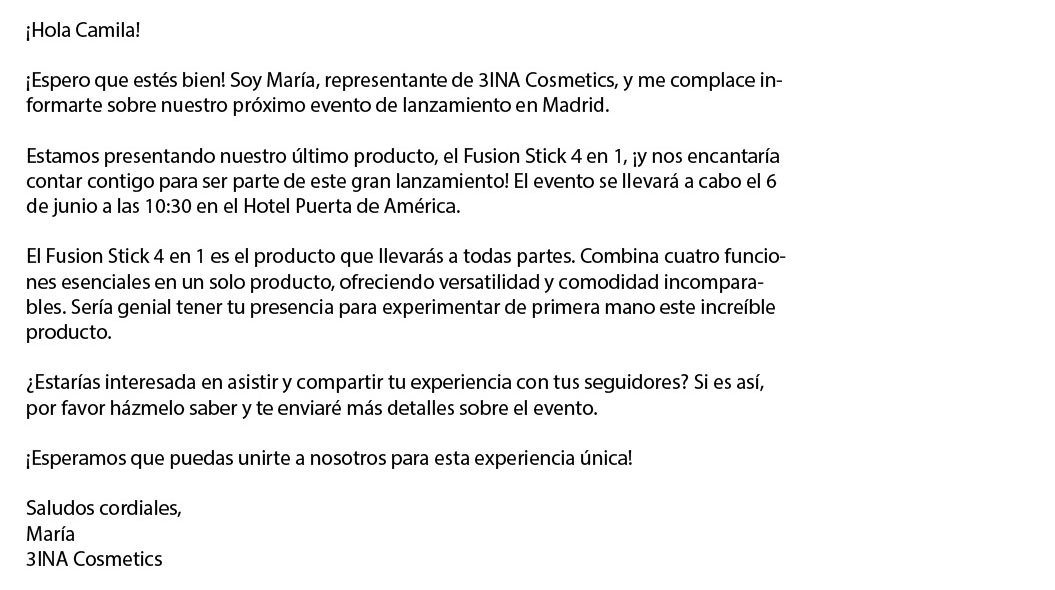 ¡Hola Camila!
¡Espero que estés bien! Soy María, representante de 3INA Cosmetics, y me complace in-
formarte sobre nuestro próximo evento de lanzamiento en Madrid.
Estamos presentando nuestro último producto, el Fusion Stick 4 en 1, ¡y nos encantaría
contar contigo para ser parte de este gran lanzamiento! El evento se llevará a cabo el 6
de junio a las 10:30 en el Hotel Puerta de América.
El Fusion Stick 4 en 1 es el producto que llevarás a todas partes. Combina cuatro funcio-
nes esenciales en un solo producto, ofreciendo versatilidad y comodidad incompara-
bles. Sería genial tener tu presencia para experimentar de primera mano este increíble
producto.
¿Estarías interesada en asistir y compartir tu experiencia con tus seguidores? Si es así,
por favor házmelo saber y te enviaré más detalles sobre el evento.
¡Esperamos que puedas unirte a nosotros para esta experiencia única!
Saludos cordiales,
María
3INA Cosmetics